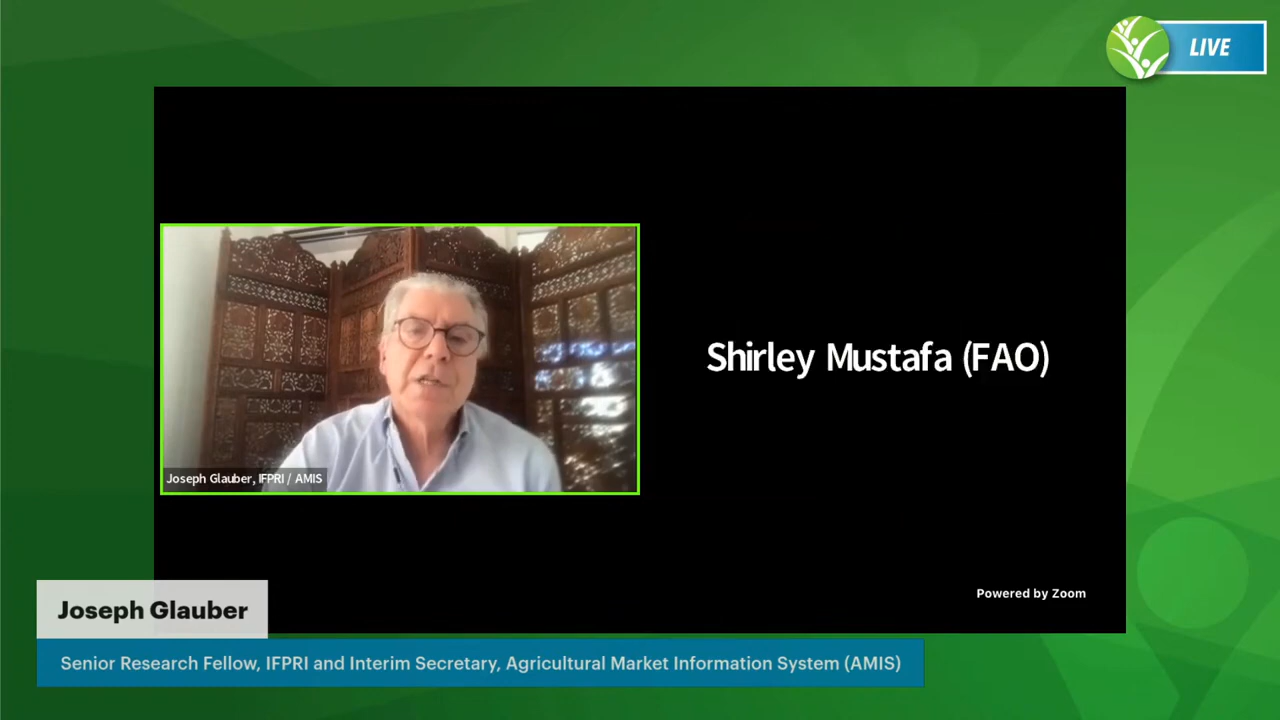 LIVE
Shirley Mustafa (FAO)
Joseph Glauber, IFPRI / AMIS
Powered by Zoom
Joseph Glauber
Senior Research Fellow, IFPRI and Interim Secretary, Agricultural Market Information System (AMIS)